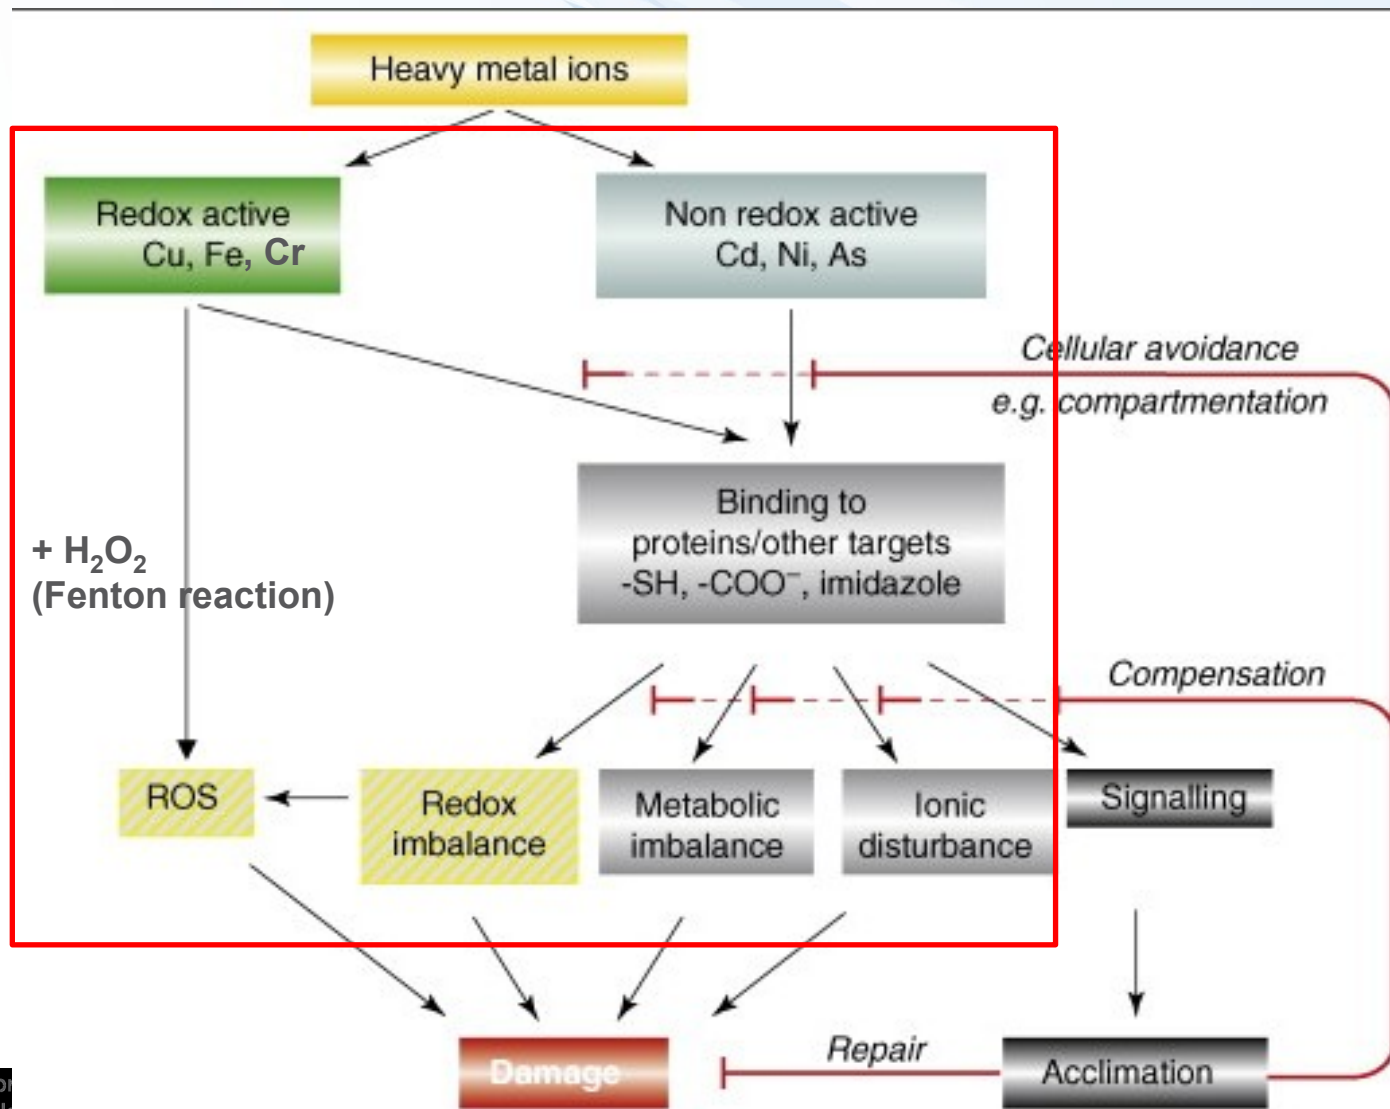 Heavy metal ions
Redox active
Cu, Fe, Cr
Non redox active
Cd, Ni, As
Cellular avoidance
e.g. compartmentation
Binding to
proteins/other targets
-SH, -COO⁻, imidazole
+ H₂O₂
(Fenton reaction)
Compensation
ROS
Redox
imbalance
Metabolic
imbalance
Ionic
disturbance
Signalling
Damage
Repair
Acclimation